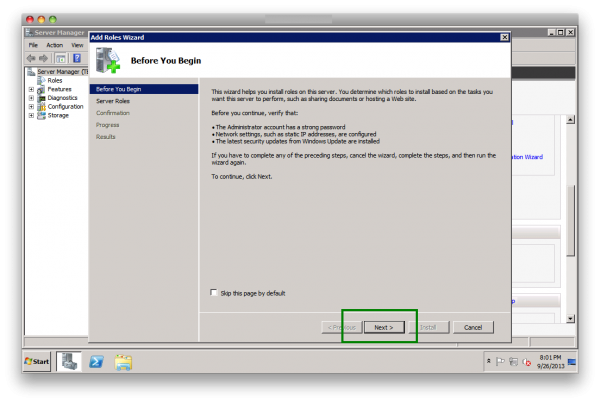 Server Manager
File Action View
Add Roles Wizard
Before You Begin
Server Manager (T
Roles
Features
Diagnostics
Configuration
Storage
Before You Begin
Server Roles
Confirmation
Progress
Results
This wizard helps you install roles on this server. You determine which roles to install based on the tasks you
want this server to perform, such as sharing documents or hosting a Web site.
Before you continue, verify that:
• The Administrator account has a strong password
• Network settings, such as static IP addresses, are configured
• The latest security updates from Windows Update are installed
If you have to complete any of the preceding steps, cancel the wizard, complete the steps, and then run the
wizard again.
To continue, click Next.
ation Wizard
Skip this page by default
< Previous Next > Install Cancel
Start
8:01 PM
9/26/2013